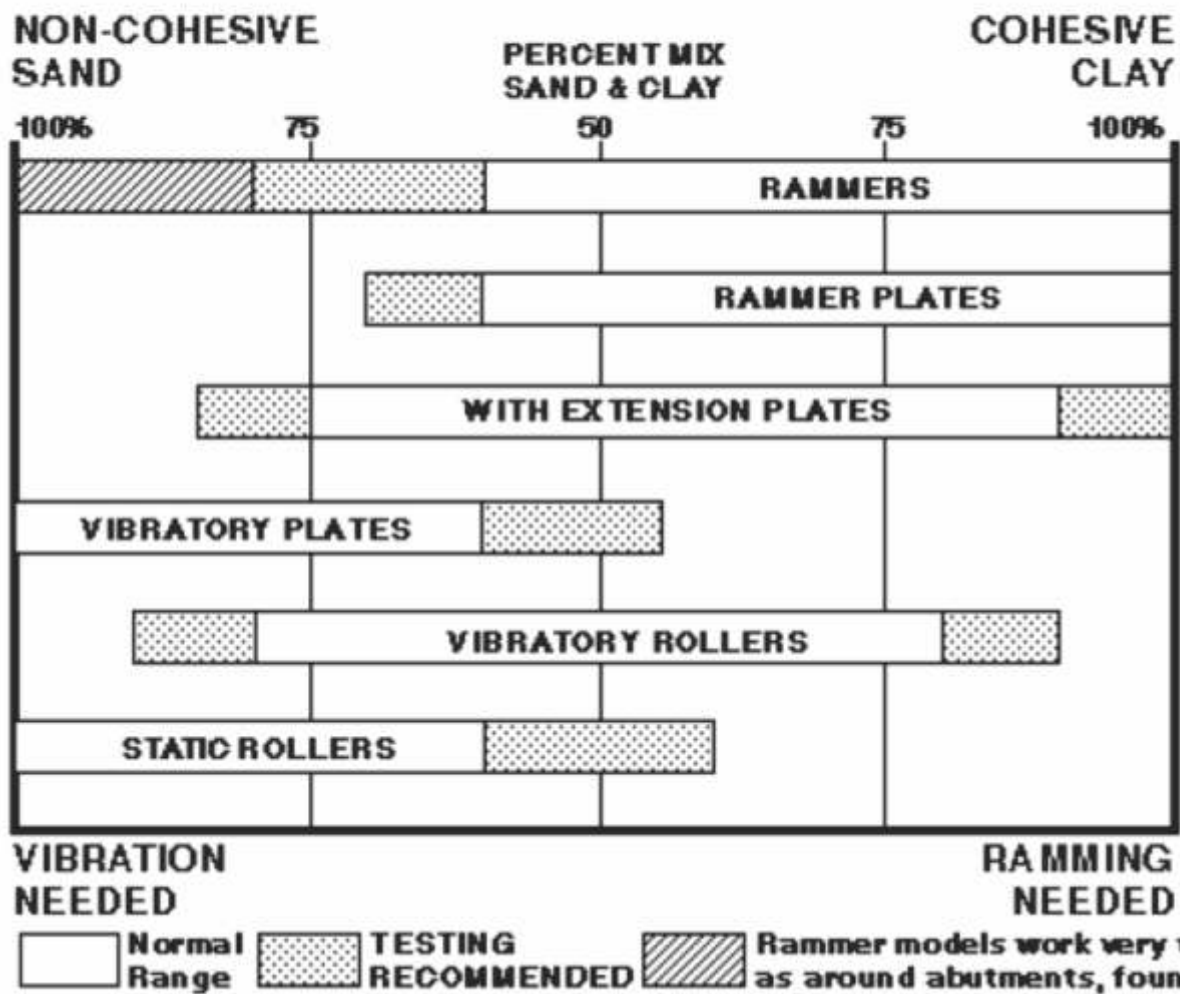 NON-COHESIVE
SAND
PERCENT MIX
SAND & CLAY
COHESIVE
CLAY
100% 75 50 75 100%
RAMMERS
RAMMER PLATES
WITH EXTENSION PLATES
VIBRATORY PLATES
VIBRATORY ROLLERS
STATIC ROLLERS
VIBRATION
NEEDED
RAMMING
NEEDED
Normal
Range
TESTING
RECOMMENDED
Rammer models work very
as around abutments,